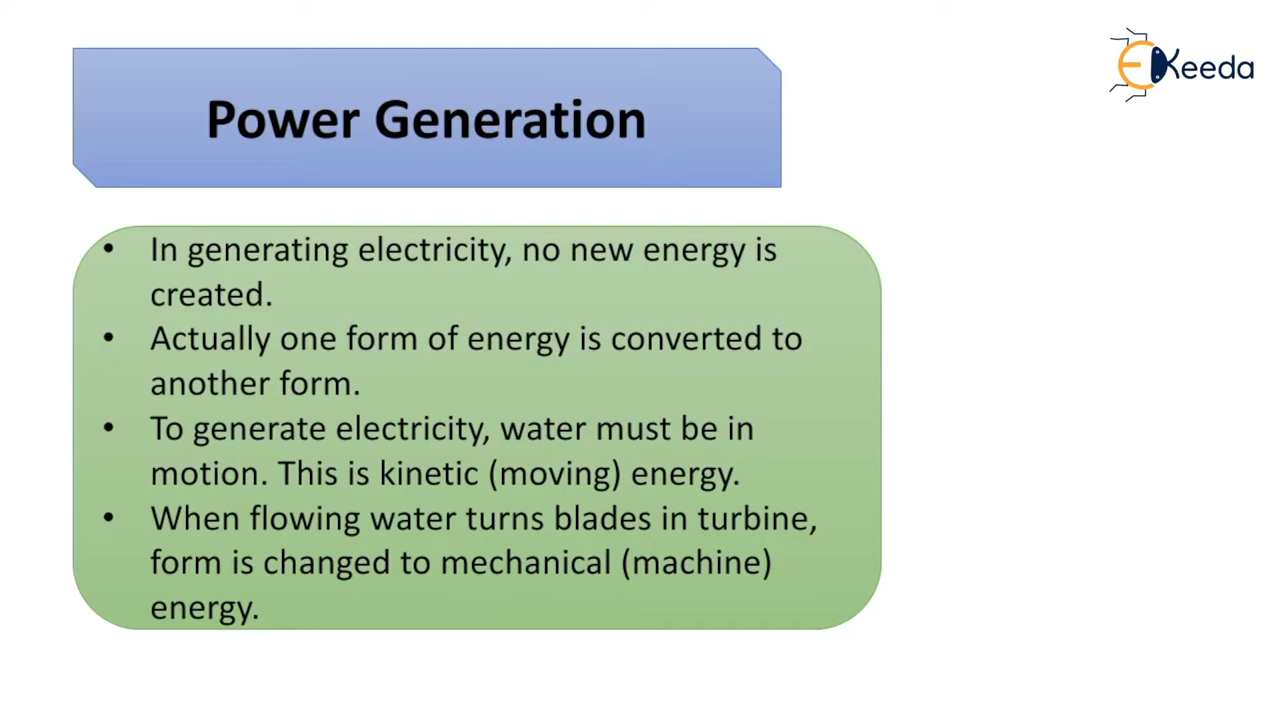 EKeeda
Power Generation
• In generating electricity, no new energy is
created.
• Actually one form of energy is converted to
another form.
• To generate electricity, water must be in
motion. This is kinetic (moving) energy.
• When flowing water turns blades in turbine,
form is changed to mechanical (machine)
energy.